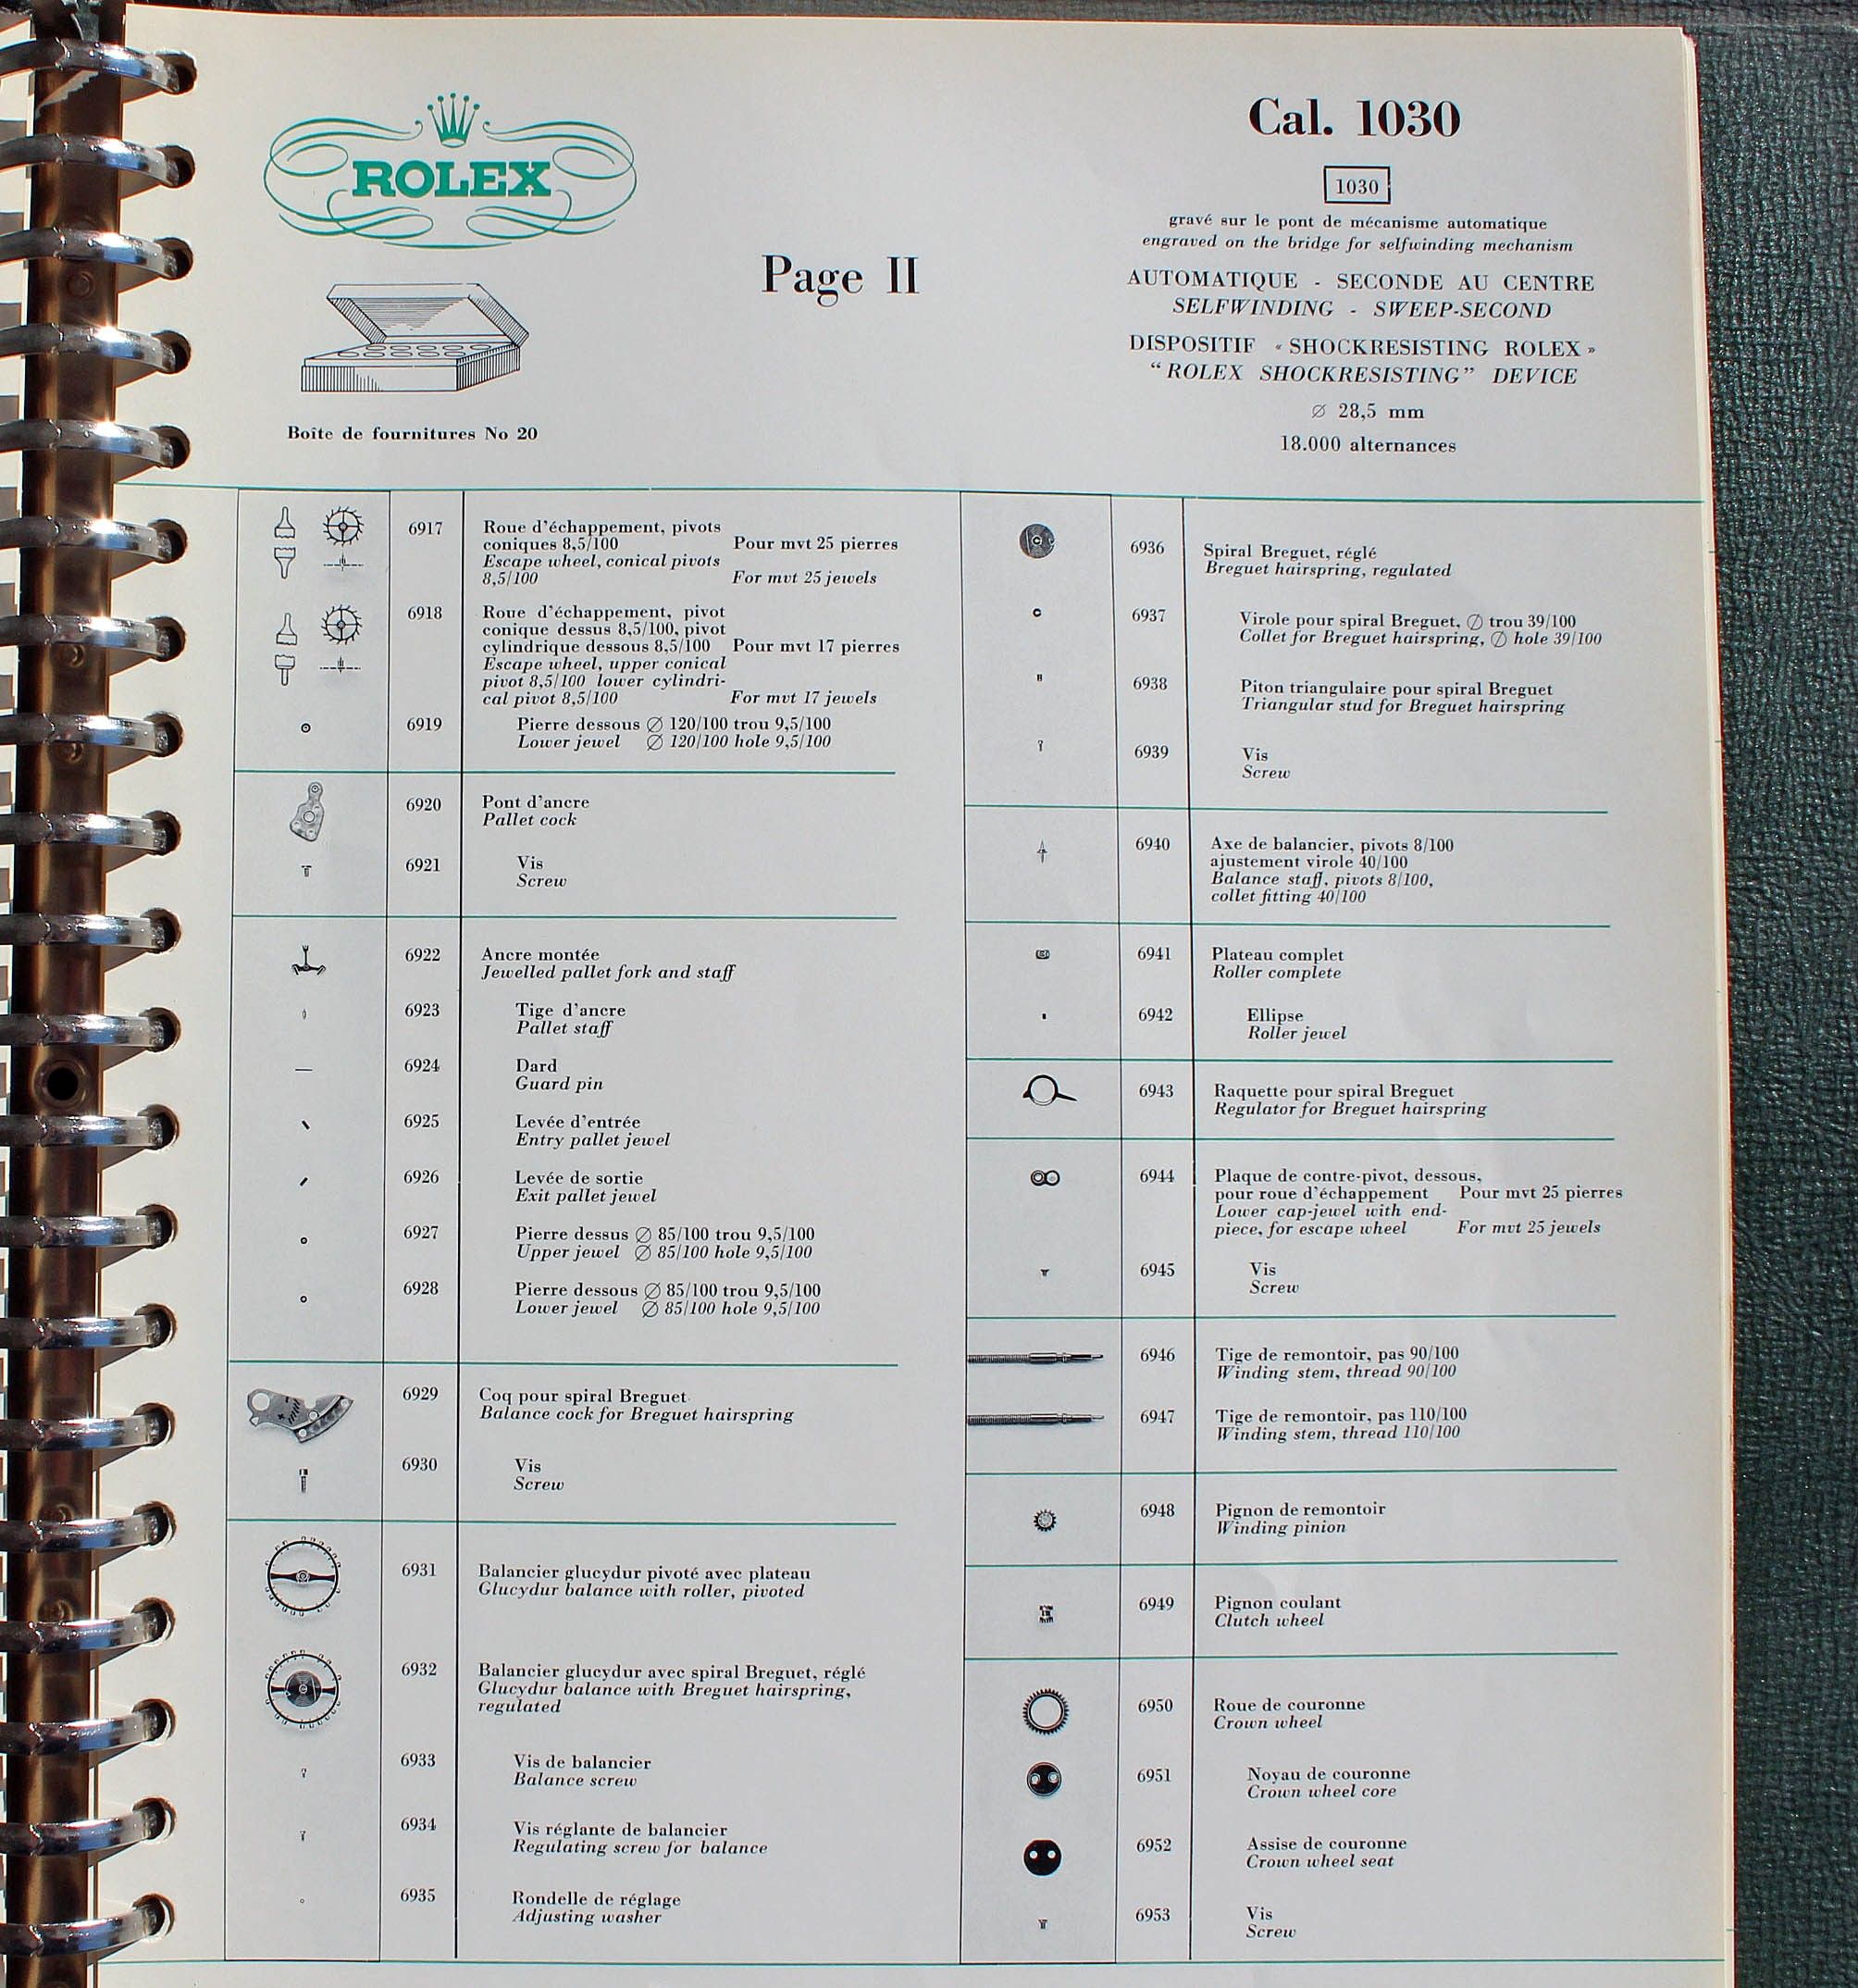 ROLEX
Boîte de fournitures No 20
Page II
Cal. 1030
1030
gravé sur le pont de mécanisme automatique
engraved on the bridge for selfwinding mechanism
AUTOMATIQUE - SECONDE AU CENTRE
SELFWINDING - SWEEP-SECOND
DISPOSITIF « SHOCKRESISTING ROLEX »
“ROLEX SHOCKRESISTING” DEVICE
∅ 28,5 mm
18.000 alternances
6917 Roue d'échappement, pivots
coniques 8,5/100 Pour mvt 25 pierres
Escape wheel, conical pivots
8,5/100 For mvt 25 jewels
6918 Roue d'échappement, pivot
conique dessus 8,5/100, pivot
cylindrique dessous 8,5/100 Pour mvt 17 pierres
Escape wheel, upper conical
pivot 8,5/100 lower cylindri-
cal pivot 8,5/100 For mvt 17 jewels
6919 Pierre dessous ∅ 120/100 trou 9,5/100
Lower jewel ∅ 120/100 hole 9,5/100
6920 Pont d'ancre
Pallet cock
6921 Vis
Screw
6922 Ancre montée
Jewelled pallet fork and staff
6923 Tige d'ancre
Pallet staff
6924 Dard
Guard pin
6925 Levée d'entrée
Entry pallet jewel
6926 Levée de sortie
Exit pallet jewel
6927 Pierre dessus ∅ 85/100 trou 9,5/100
Upper jewel ∅ 85/100 hole 9,5/100
6928 Pierre dessous ∅ 85/100 trou 9,5/100
Lower jewel ∅ 85/100 hole 9,5/100
6929 Coq pour spiral Breguet
Balance cock for Breguet hairspring
6930 Vis
Screw
6931 Balancier glucydur pivoté avec plateau
Glucydur balance with roller, pivoted
6932 Balancier glucydur avec spiral Breguet, réglé
Glucydur balance with Breguet hairspring,
regulated
6933 Vis de balancier
Balance screw
6934 Vis réglante de balancier
Regulating screw for balance
6935 Rondelle de réglage
Adjusting washer
6936 Spiral Breguet, réglé
Breguet hairspring, regulated
6937 Virole pour spiral Breguet, ∅ trou 39/100
Collet for Breguet hairspring, ∅ hole 39/100
6938 Piton triangulaire pour spiral Breguet
Triangular stud for Breguet hairspring
6939 Vis
Screw
6940 Axe de balancier, pivots 8/100
ajustement virole 40/100
Balance staff, pivots 8/100,
collet fitting 40/100
6941 Plateau complet
Roller complete
6942 Ellipse
Roller jewel
6943 Raquette pour spiral Breguet
Regulator for Breguet hairspring
6944 Plaque de contre-pivot, dessous,
pour roue d'échappement Pour mvt 25 pierres
Lower cap-jewel with end-
piece, for escape wheel For mvt 25 jewels
6945 Vis
Screw
6946 Tige de remontoir, pas 90/100
Winding stem, thread 90/100
6947 Tige de remontoir, pas 110/100
Winding stem, thread 110/100
6948 Pignon de remontoir
Winding pinion
6949 Pignon coulant
Clutch wheel
6950 Roue de couronne
Crown wheel
6951 Noyau de couronne
Crown wheel core
6952 Assise de couronne
Crown wheel seat
6953 Vis
Screw